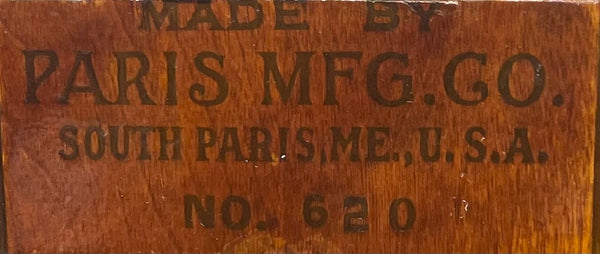 MADE BY
PARIS MFG.CO.
SOUTH PARIS, ME., U.S.A.
NO. 620